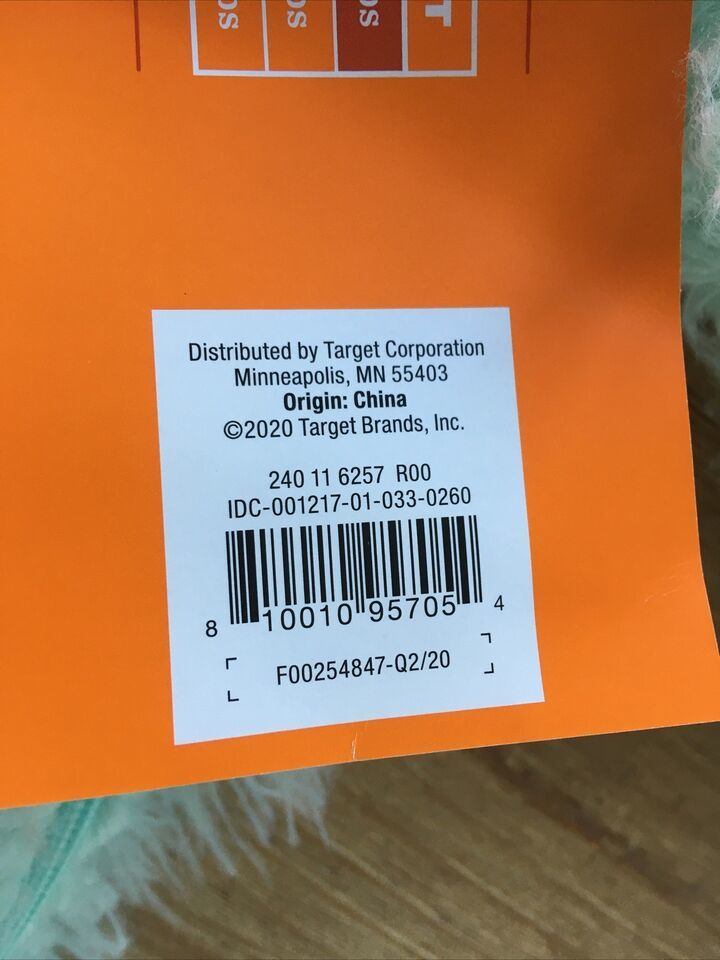 T
Distributed by Target Corporation
Minneapolis, MN 55403
Origin: China
©2020 Target Brands, Inc.
240 11 6257 R00
IDC-001217-01-033-0260
8 10010 95705 4
F00254847-Q2/20